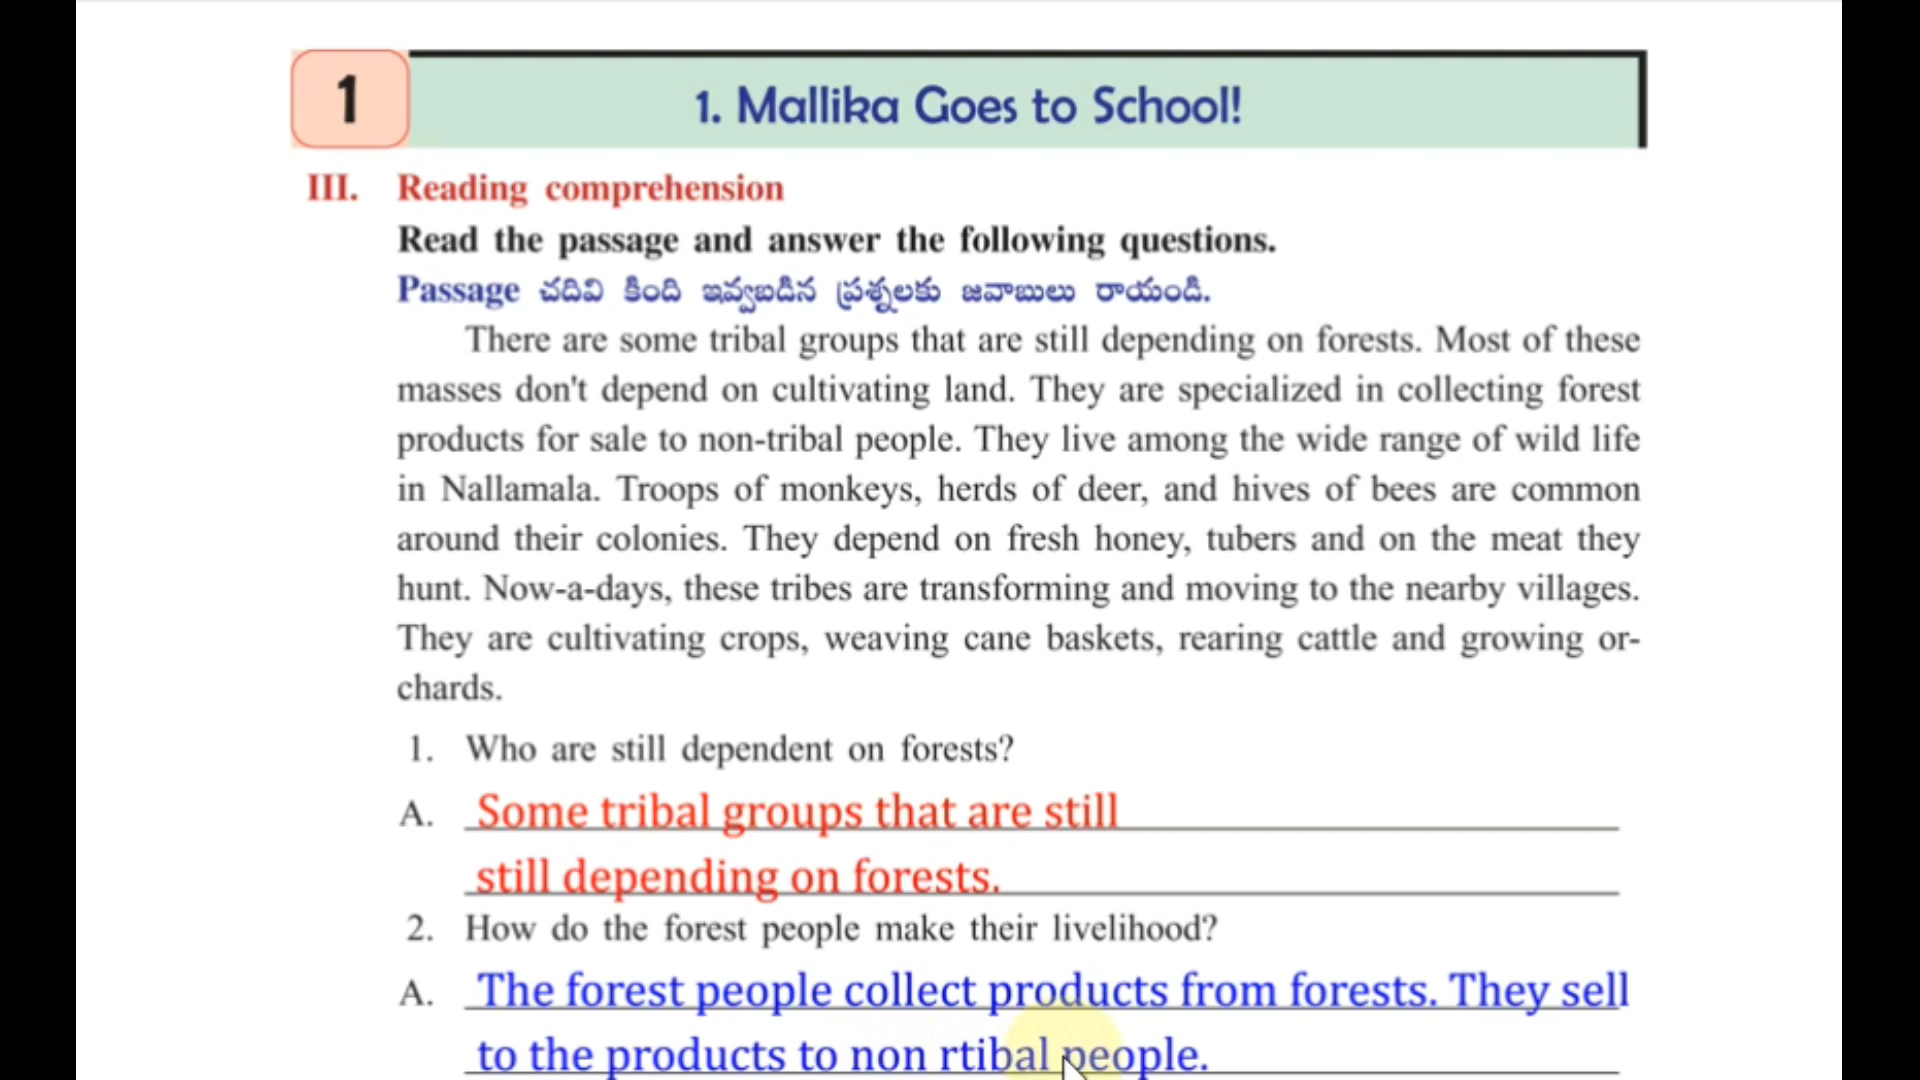 1
1. Mallika Goes to School!
III. Reading comprehension
Read the passage and answer the following questions.
Passage చదివి కింది ఇవ్వబడిన ప్రశ్నలకు జవాబులు రాయండి.
There are some tribal groups that are still depending on forests. Most of these
masses don't depend on cultivating land. They are specialized in collecting forest
products for sale to non-tribal people. They live among the wide range of wild life
in Nallamala. Troops of monkeys, herds of deer, and hives of bees are common
around their colonies. They depend on fresh honey, tubers and on the meat they
hunt. Now-a-days, these tribes are transforming and moving to the nearby villages.
They are cultivating crops, weaving cane baskets, rearing cattle and growing or-
chards.
1. Who are still dependent on forests?
A. Some tribal groups that are still
still depending on forests.
2. How do the forest people make their livelihood?
A. The forest people collect products from forests. They sell
to the products to non rtibal people.